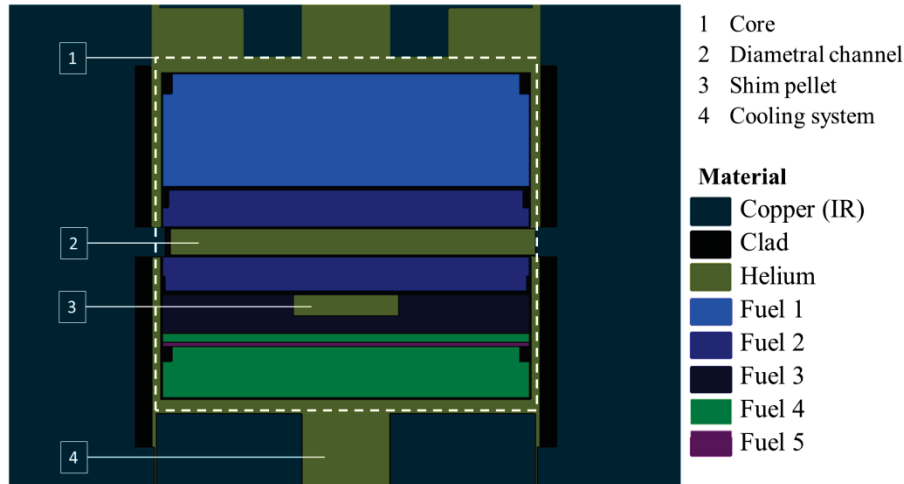 1
2
3
4
1 Core
2 Diametral channel
3 Shim pellet
4 Cooling system
Material
Copper (IR)
Clad
Helium
Fuel 1
Fuel 2
Fuel 3
Fuel 4
Fuel 5